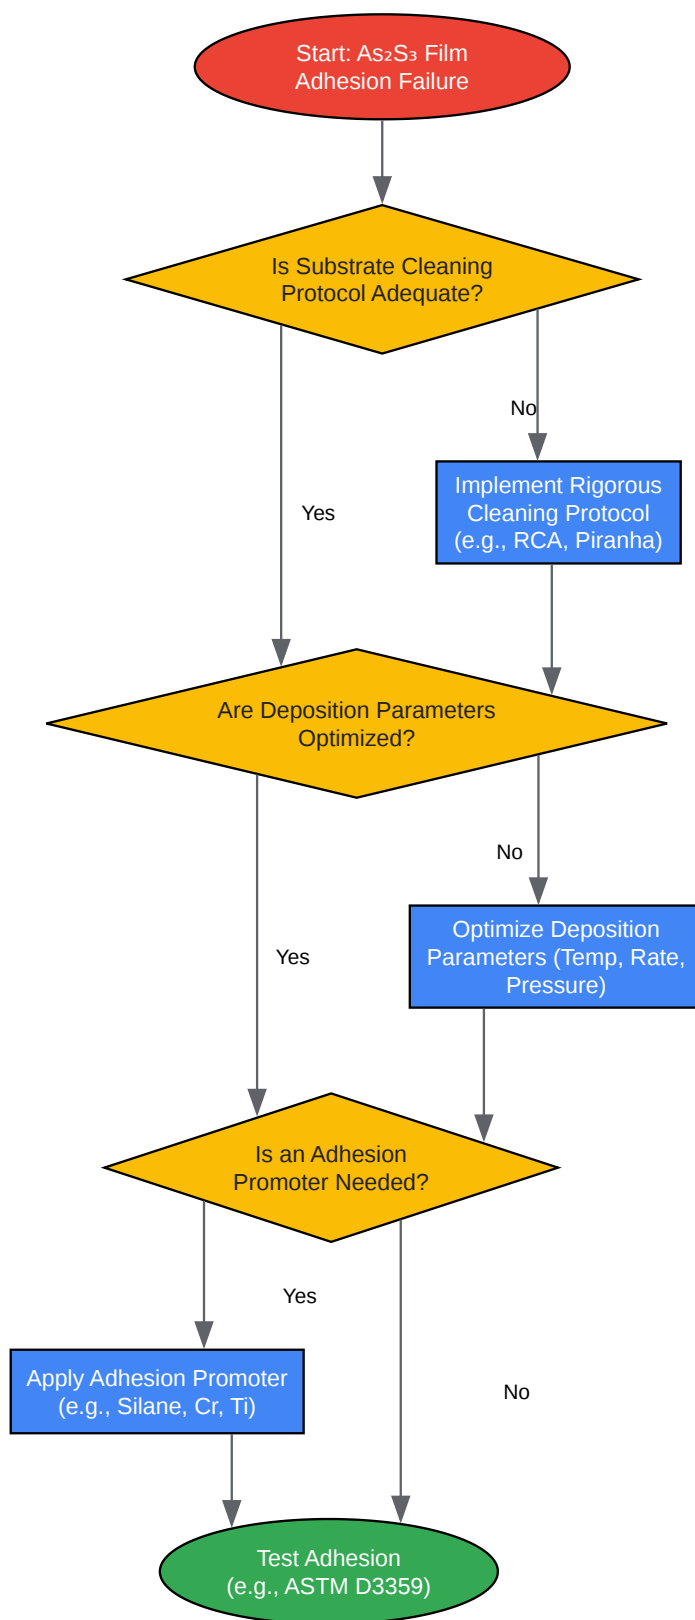 Start: As₂S₃ Film
Adhesion Failure
Is Substrate Cleaning
Protocol Adequate?
No
Implement Rigorous
Cleaning Protocol
(e.g., RCA, Piranha)
Yes
Are Deposition Parameters
Optimized?
No
Optimize Deposition
Parameters (Temp, Rate,
Pressure)
Yes
Is an Adhesion
Promoter Needed?
Yes
Apply Adhesion Promoter
(e.g., Silane, Cr, Ti)
No
Test Adhesion
(e.g., ASTM D3359)